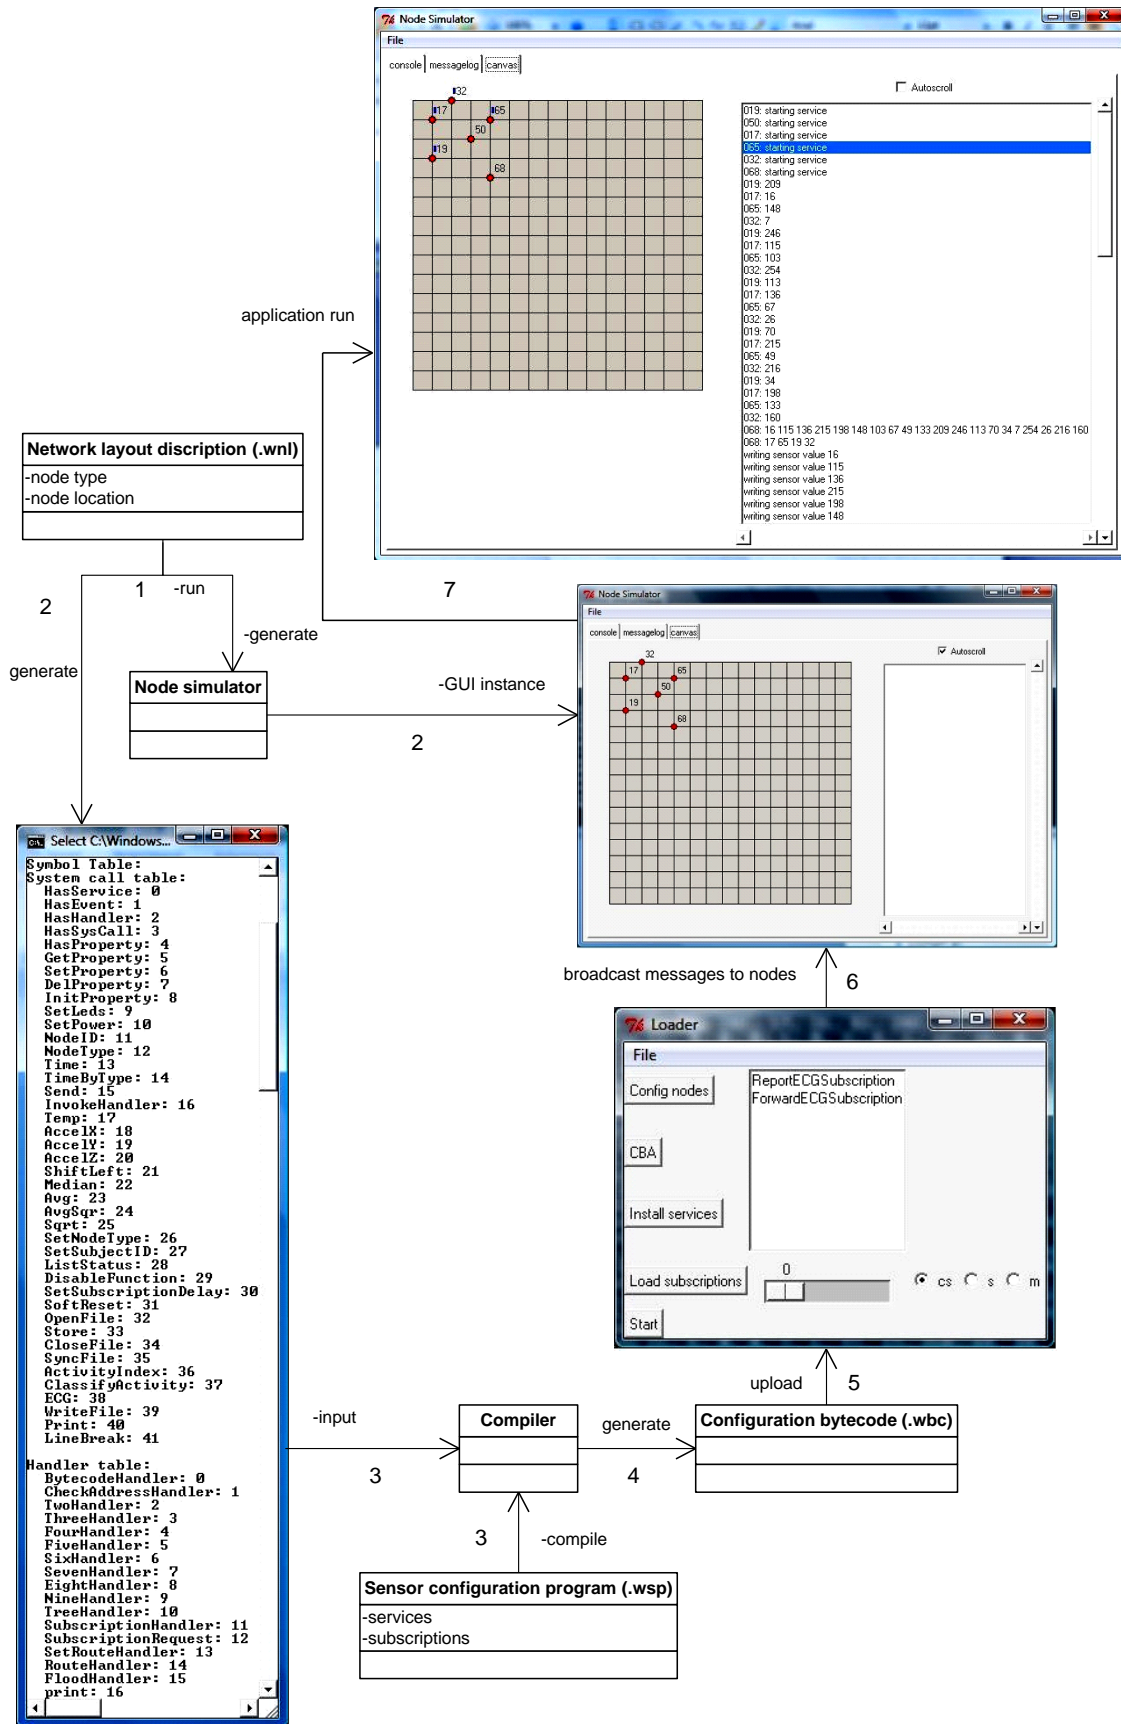 Node Simulator
File
console messagelog canvas
Autoscroll
32
17
65
50
19
68
019: starting service
050: starting service
017: starting service
065: starting service
032: starting service
068: starting service
019: 209
017: 16
065: 148
032: 7
019: 246
017: 115
065: 103
032: 254
019: 113
017: 136
065: 67
032: 26
019: 70
017: 215
065: 49
032: 216
019: 34
017: 198
065: 133
032: 160
068: 16 115 136 215 198 148 103 67 49 133 209 246 113 70 34 7 254 26 216 160
068: 17 65 19 32
writing sensor value 16
writing sensor value 115
writing sensor value 136
writing sensor value 215
writing sensor value 198
writing sensor value 148
application run
Network layout discription (.wnl)
-node type
-node location
1
-run
2
generate
-generate
7
Node simulator
-GUI instance
2
Node Simulator
File
console messagelog canvas
Autoscroll
32
17
65
50
19
68
Select C:\Windows...
Symbol Table:
System call table:
HasService: 0
HasEvent: 1
HasHandler: 2
HasSysCall: 3
HasProperty: 4
GetProperty: 5
SetProperty: 6
DelProperty: 7
InitProperty: 8
SetLeds: 9
SetPower: 10
NodeID: 11
NodeType: 12
Time: 13
TimeByType: 14
Send: 15
InvokeHandler: 16
Temp: 17
AccelX: 18
AccelY: 19
AccelZ: 20
ShiftLeft: 21
Median: 22
Avg: 23
AvgSqr: 24
Sqrt: 25
SetNodeType: 26
SetSubjectID: 27
ListStatus: 28
DisableFunction: 29
SetSubscriptionDelay: 30
SoftReset: 31
OpenFile: 32
Store: 33
CloseFile: 34
SyncFile: 35
ActivityIndex: 36
ClassifyActivity: 37
ECG: 38
WriteFile: 39
Print: 40
LineBreak: 41
Handler table:
BytecodeHandler: 0
CheckAddressHandler: 1
TwoHandler: 2
ThreeHandler: 3
FourHandler: 4
FiveHandler: 5
SixHandler: 6
SevenHandler: 7
EightHandler: 8
NineHandler: 9
TreeHandler: 10
SubscriptionHandler: 11
SubscriptionRequest: 12
SetRouteHandler: 13
RouteHandler: 14
FloodHandler: 15
print: 16
broadcast messages to nodes
6
Loader
File
Config nodes
ReportECGSubscription
ForwardECGSubscription
CBA
Install services
Load subscriptions
0
cs s m
Start
upload
5
-input
3
Compiler
generate
4
Configuration bytecode (.wbc)
3
-compile
Sensor configuration program (.wsp)
-services
-subscriptions